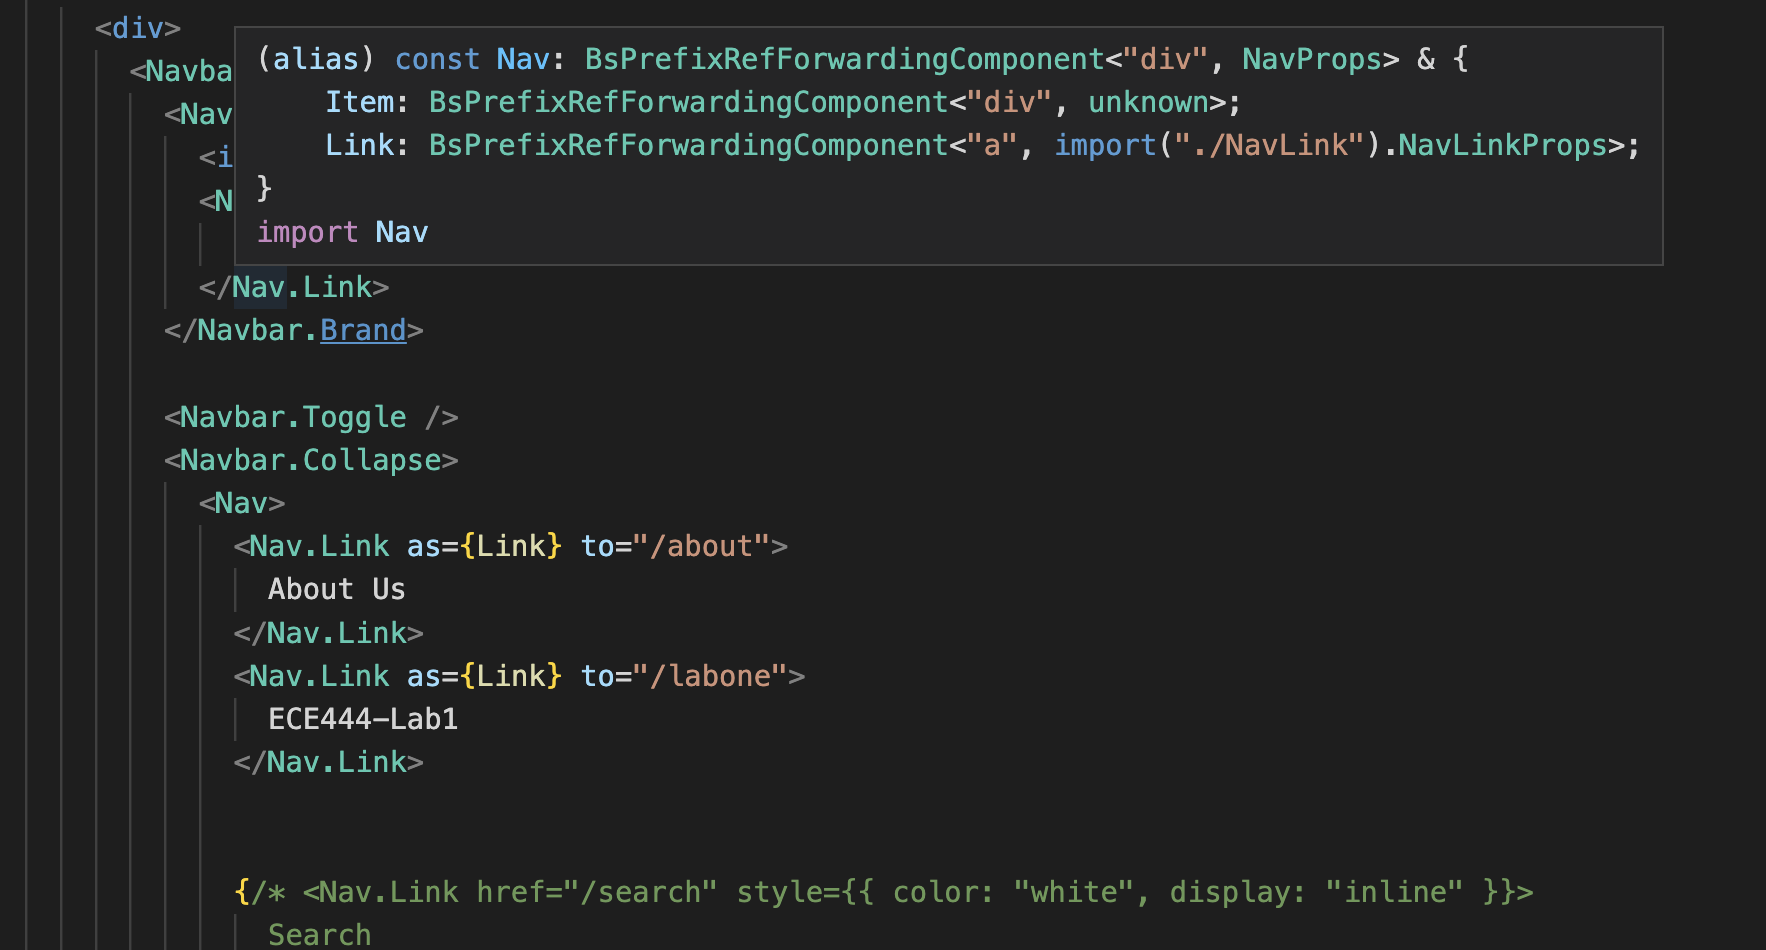 <div>
<Navba
(alias) const Nav: BsPrefixRefForwardingComponent<"div", NavProps> & {
Item: BsPrefixRefForwardingComponent<"div", unknown>;
Link: BsPrefixRefForwardingComponent<"a", import("./NavLink").NavLinkProps>;
}
import Nav
<Nav
<i
<N
</Nav.Link>
</Navbar.Brand>
<Navbar.Toggle />
<Navbar.Collapse>
<Nav>
<Nav.Link as={Link} to="/about">
About Us
</Nav.Link>
<Nav.Link as={Link} to="/labone">
ECE444-Lab1
</Nav.Link>
{/* <Nav.Link href="/search" style={{ color: "white", display: "inline" }}>
Search